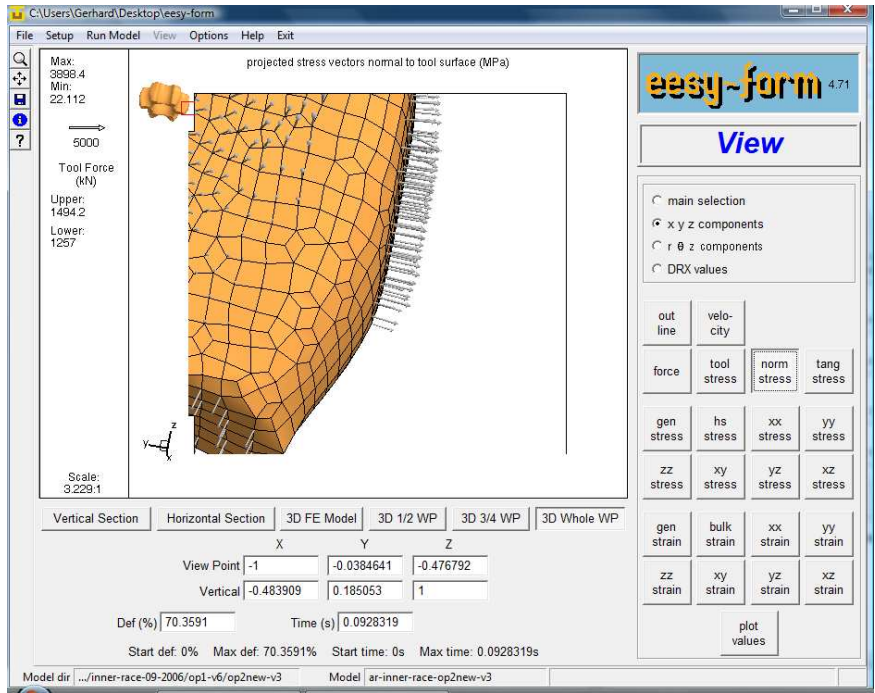 C:\Users\Gerhard\Desktop\eesy-form
File Setup Run Model View Options Help Exit
Max:
3898.4
Min:
22.112
5000
Tool Force
(kN)
Upper:
1494.2
Lower:
1257
Scale:
3.229:1
projected stress vectors normal to tool surface (MPa)
z
y
x
eesy-form 4.71
View
main selection
x y z components
r θ z components
DRX values
out line
velo- city
force
tool stress
norm stress
tang stress
gen stress
hs stress
xx stress
yy stress
zz stress
xy stress
yz stress
xz stress
gen strain
bulk strain
xx strain
yy strain
zz strain
xy strain
yz strain
xz strain
plot values
Vertical Section Horizontal Section 3D FE Model 3D 1/2 WP 3D 3/4 WP 3D Whole WP
X Y Z
View Point -1 -0.0384641 -0.476792
Vertical -0.483909 0.185053 1
Def (%) 70.3591 Time (s) 0.0928319
Start def: 0% Max def: 70.3591% Start time: 0s Max time: 0.0928319s
Model dir .../inner-race-09-2006/op1-v6/op2new-v3 Model ar-inner-race-op2new-v3